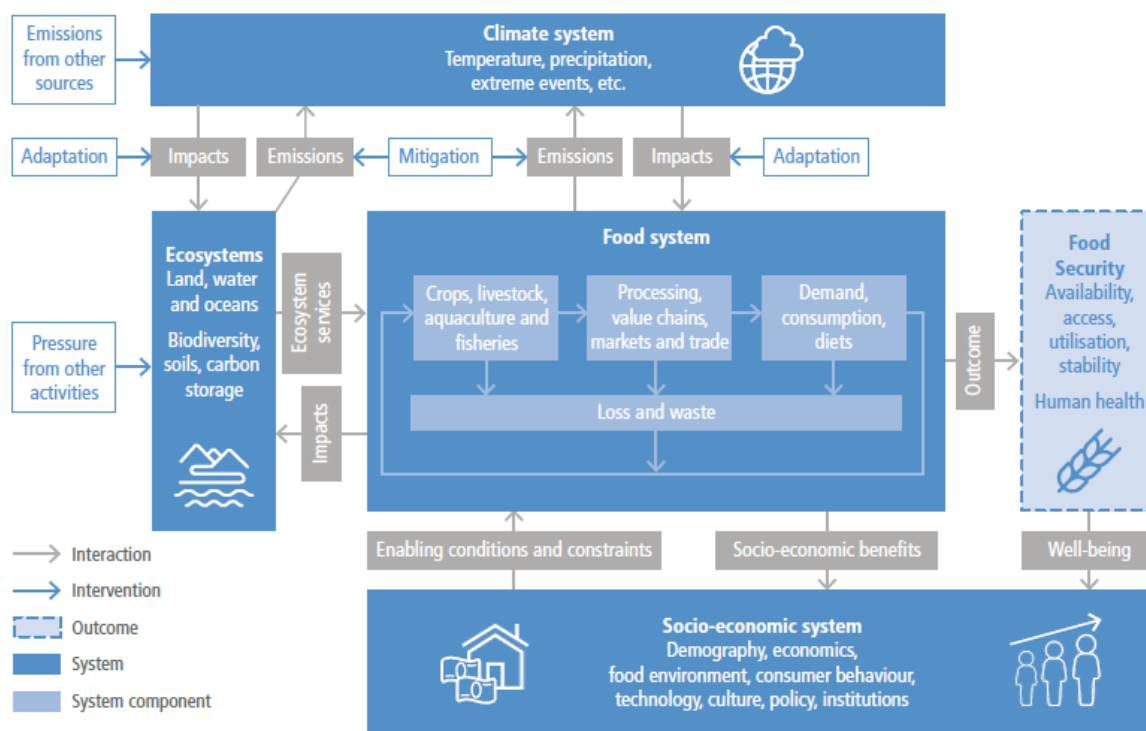 Emissions
from other
sources
Climate system
Temperature, precipitation,
extreme events, etc.
Adaptation
Impacts
Emissions
Mitigation
Emissions
Impacts
Adaptation
Ecosystems
Land, water
and oceans
Biodiversity,
soils, carbon
storage
Pressure
from other
activities
Ecosystem
services
Impacts
Food system
Crops, livestock,
aquaculture and
fisheries
Processing,
value chains,
markets and trade
Demand,
consumption,
diets
Loss and waste
Outcome
Food
Security
Availability,
access,
utilisation,
stability
Human health
Enabling conditions and constraints
Socio-economic benefits
Well-being
Interaction
Intervention
Outcome
System
System component
Socio-economic system
Demography, economics,
food environment, consumer behaviour,
technology, culture, policy, institutions